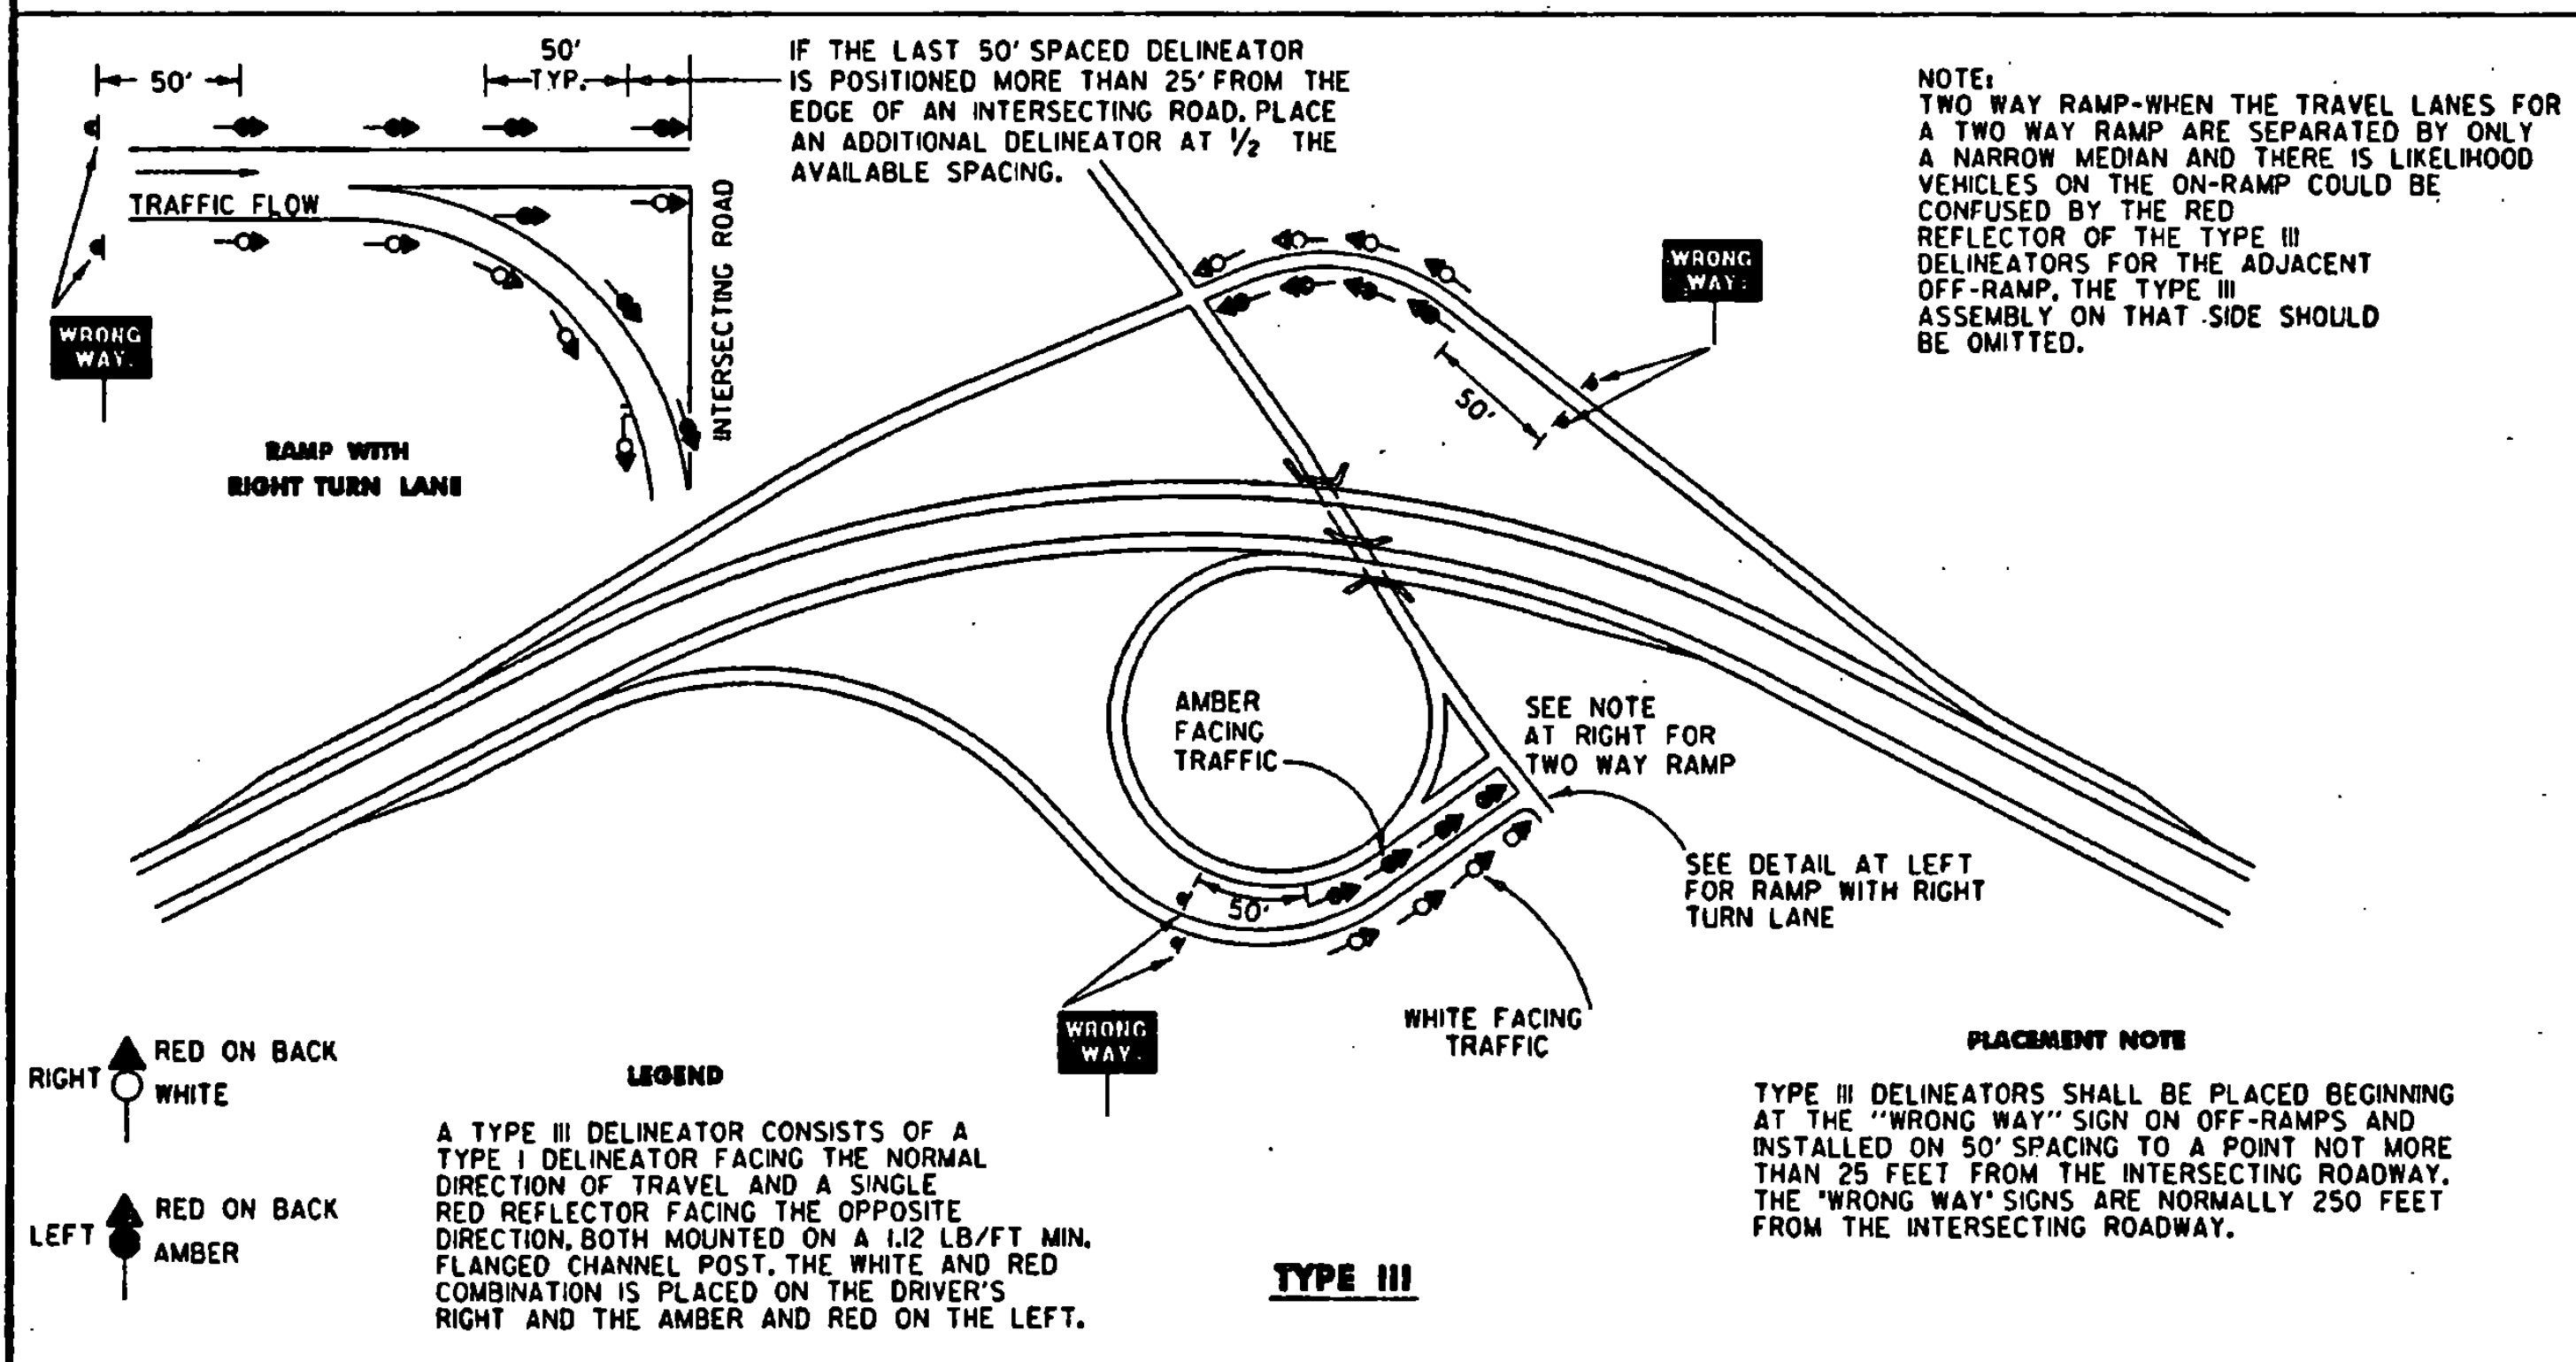 50'
50'
TYP.
IF THE LAST 50' SPACED DELINEATOR
IS POSITIONED MORE THAN 25' FROM THE
EDGE OF AN INTERSECTING ROAD. PLACE
AN ADDITIONAL DELINEATOR AT 1/2 THE
AVAILABLE SPACING.
NOTE:
TWO WAY RAMP-WHEN THE TRAVEL LANES FOR
A TWO WAY RAMP ARE SEPARATED BY ONLY
A NARROW MEDIAN AND THERE IS LIKELIHOOD
VEHICLES ON THE ON-RAMP COULD BE
CONFUSED BY THE RED
REFLECTOR OF THE TYPE III
DELINEATORS FOR THE ADJACENT
OFF-RAMP, THE TYPE III
ASSEMBLY ON THAT SIDE SHOULD
BE OMITTED.
TRAFFIC FLOW
INTERSECTING ROAD
WRONG
WAY.
RAMP WITH
RIGHT TURN LANE
WRONG
WAY.
50'
AMBER
FACING
TRAFFIC
SEE NOTE
AT RIGHT FOR
TWO WAY RAMP
SEE DETAIL AT LEFT
FOR RAMP WITH RIGHT
TURN LANE
50'
WRONG
WAY.
WHITE FACING
TRAFFIC
RIGHT
RED ON BACK
WHITE
LEFT
RED ON BACK
AMBER
LEGEND
A TYPE III DELINEATOR CONSISTS OF A
TYPE I DELINEATOR FACING THE NORMAL
DIRECTION OF TRAVEL AND A SINGLE
RED REFLECTOR FACING THE OPPOSITE
DIRECTION. BOTH MOUNTED ON A 1.12 LB/FT MIN.
FLANGED CHANNEL POST. THE WHITE AND RED
COMBINATION IS PLACED ON THE DRIVER'S
RIGHT AND THE AMBER AND RED ON THE LEFT.
TYPE III
PLACEMENT NOTE
TYPE III DELINEATORS SHALL BE PLACED BEGINNING
AT THE "WRONG WAY" SIGN ON OFF-RAMPS AND
INSTALLED ON 50' SPACING TO A POINT NOT MORE
THAN 25 FEET FROM THE INTERSECTING ROADWAY.
THE 'WRONG WAY' SIGNS ARE NORMALLY 250 FEET
FROM THE INTERSECTING ROADWAY.